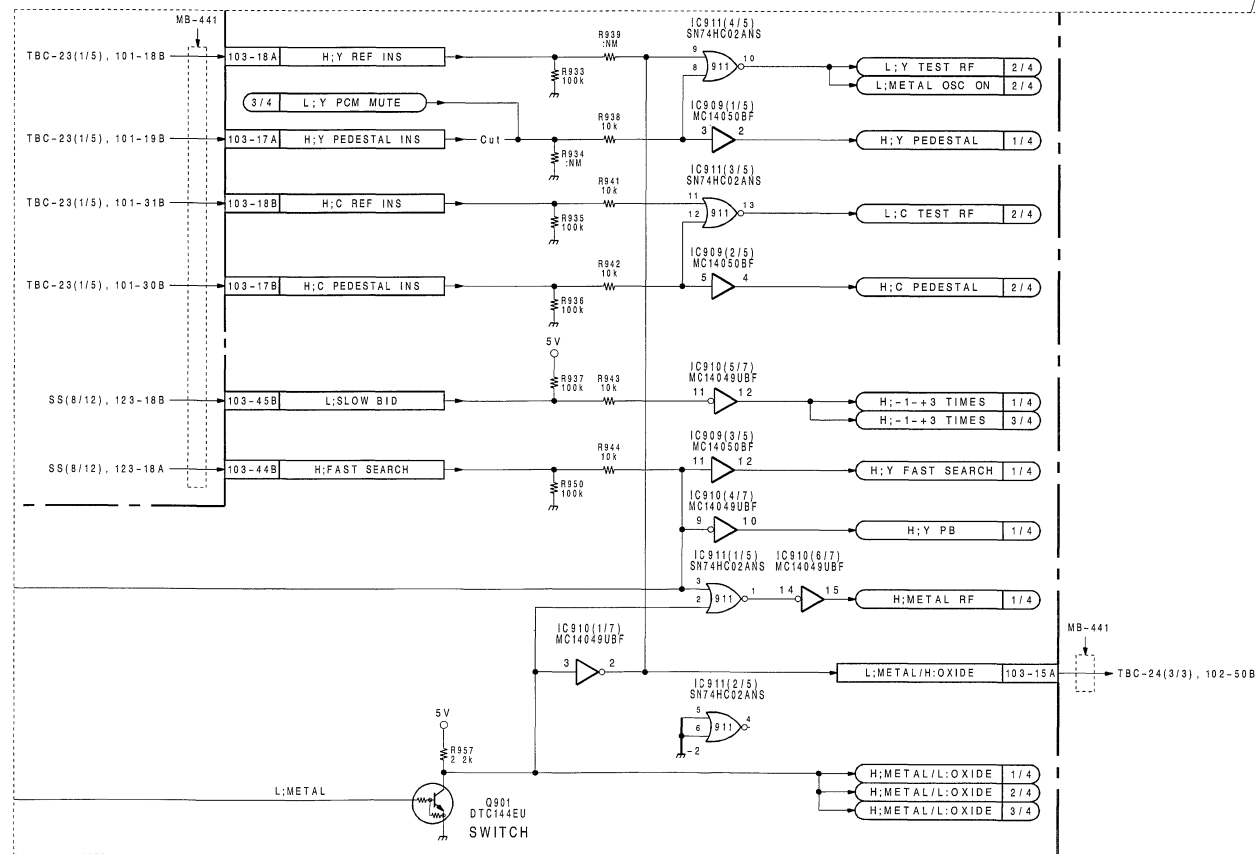 MB-441
TBC-23(1/5), 101-18B
103-18A
H;Y REF INS
R939
:NM
R933
100k
IC911(4/5)
SN74HC02ANS
9
8
911
10
L;Y TEST RF
2/4
L;METAL OSC ON
2/4
3/4
L;Y PCM MUTE
TBC-23(1/5), 101-19B
103-17A
H;Y PEDESTAL INS
Cut
R934
:NM
R938
10k
IC909(1/5)
MC14050BF
3
2
H;Y PEDESTAL
1/4
TBC-23(1/5), 101-31B
103-18B
H;C REF INS
R941
10k
R935
100k
IC911(3/5)
SN74HC02ANS
11
12
911
13
L;C TEST RF
2/4
TBC-23(1/5), 101-30B
103-17B
H;C PEDESTAL INS
R942
10k
R936
100k
IC909(2/5)
MC14050BF
5
4
H;C PEDESTAL
2/4
5V
SS(8/12), 123-18B
103-45B
L;SLOW BID
R937
100k
R943
10k
IC910(5/7)
MC14049UBF
11
12
H;-1-+3 TIMES
1/4
H;-1-+3 TIMES
3/4
SS(8/12), 123-18A
103-44B
H;FAST SEARCH
R944
10k
R950
100k
IC909(3/5)
MC14050BF
11
12
H;Y FAST SEARCH
1/4
IC910(4/7)
MC14049UBF
9
10
H;Y PB
1/4
IC911(1/5)
SN74HC02ANS
3
2
911
1
IC910(6/7)
MC14049UBF
14
15
H;METAL RF
1/4
IC910(1/7)
MC14049UBF
3
2
L;METAL/H:OXIDE
103-15A
MB-441
TBC-24(3/3), 102-50B
IC911(2/5)
SN74HC02ANS
5
6
911
4
-2
5V
R957
2.2k
L;METAL
Q901
DTC144EU
SWITCH
H;METAL/L:OXIDE
1/4
H;METAL/L:OXIDE
2/4
H;METAL/L:OXIDE
3/4